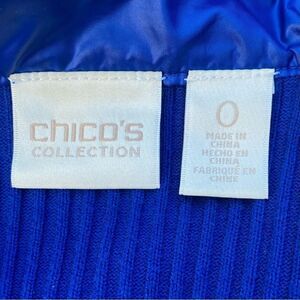 chico's
COLLECTION
0
MADE IN
CHINA
HECHO EN
CHINA
FABRIQUÉ EN
CHINE